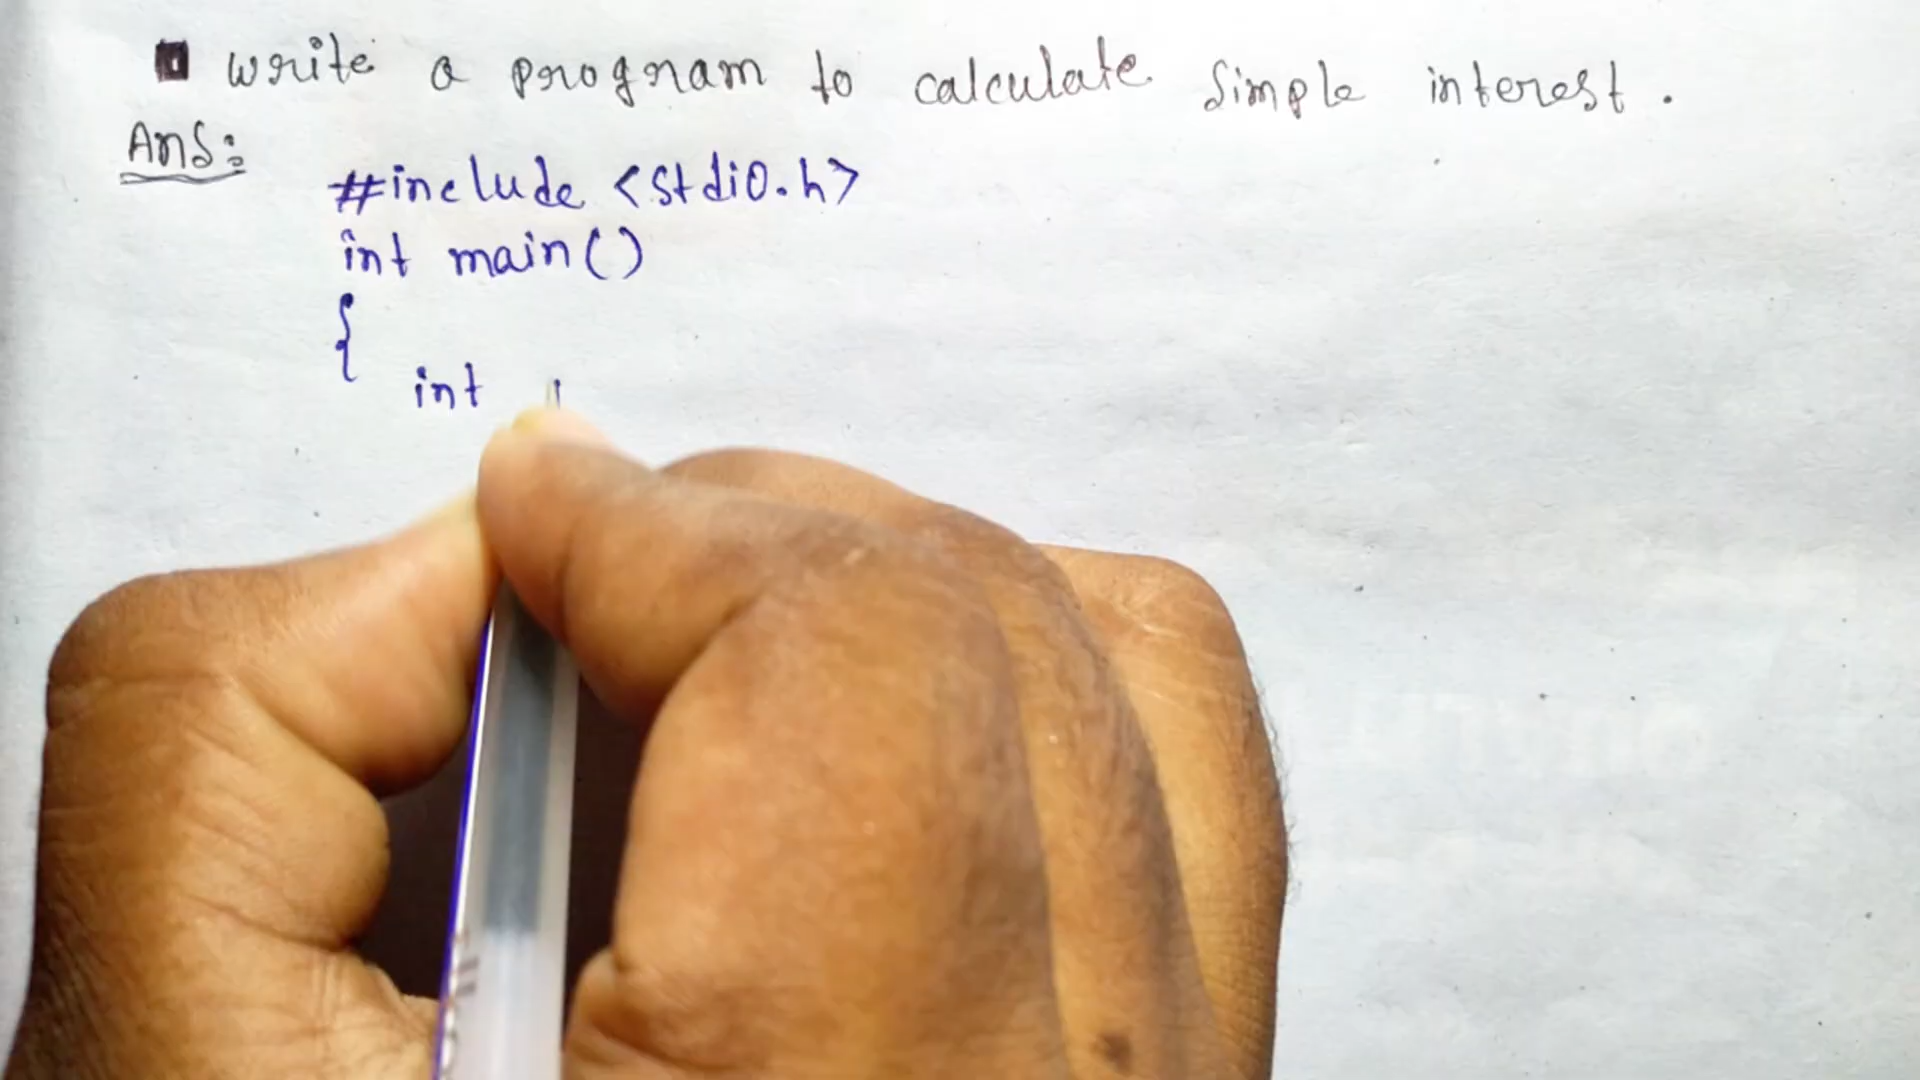 write a program to calculate simple interest.
Ans:
#include <stdio.h>
int main()
{
int